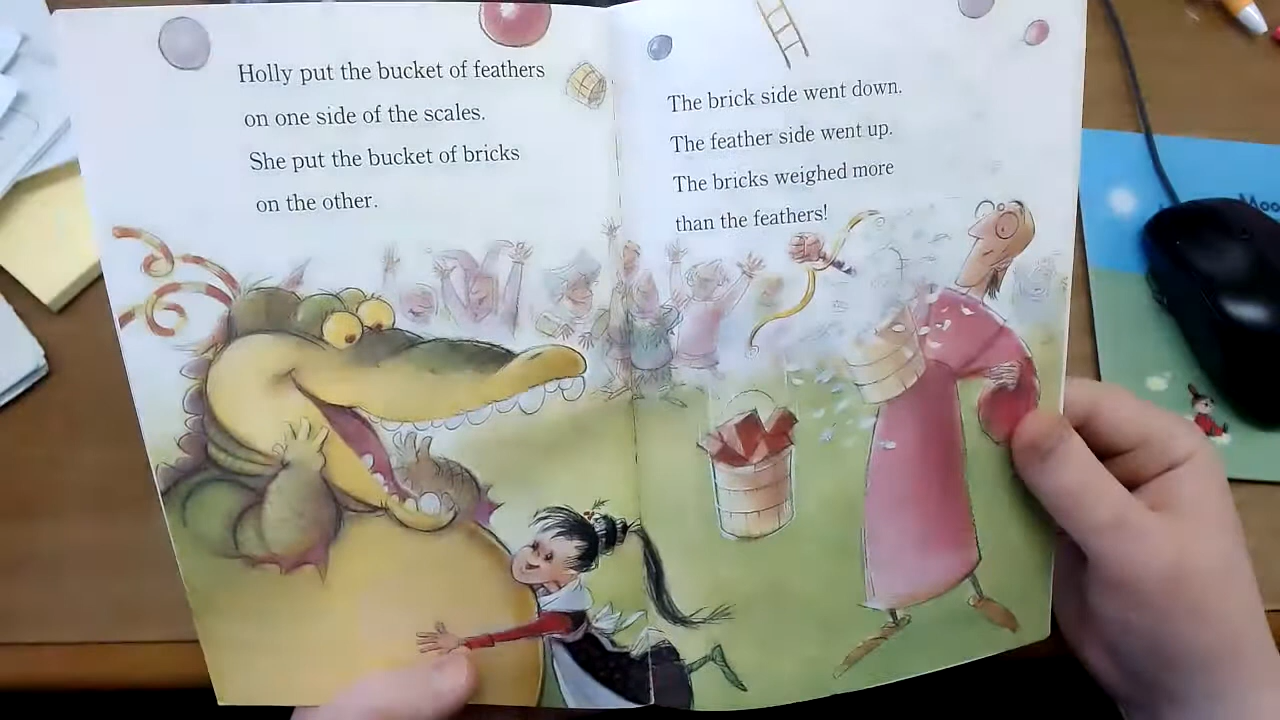 Holly put the bucket of feathers
on one side of the scales.
She put the bucket of bricks
on the other.
The brick side went down.
The feather side went up.
The bricks weighed more
than the feathers!
Moo